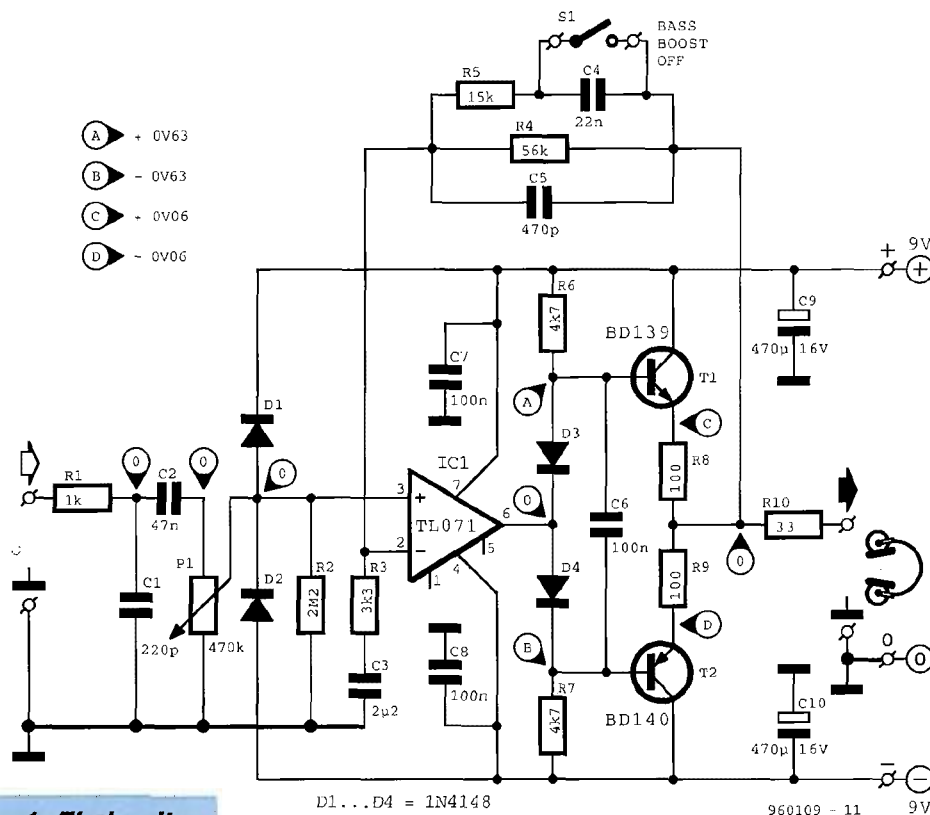 S1
BASS
BOOST
OFF
R5
15k
C4
22n
R4
56k
C5
470p
A + 0V63
B - 0V63
C + 0V06
D - 0V06
+ 9V
+
R6
4k7
BD139
C9
470µ 16V
C7
100n
T1
A
C
D1
D3
R8
100
IC1
0
0
0
R1
1k
C2
47n
7
3 +
TL071
6
0
C6
100n
R10
33
2 -
5
4
1
D4
R9
100
0
P1
D2
R2
2M2
R3
3k3
C1
220p
470k
C8
100n
D
B
T2
0
0
C3
2µ2
R7
4k7
BD140
C10
470µ 16V
-
-
D1...D4 = 1N4148
960109 - 11
9V